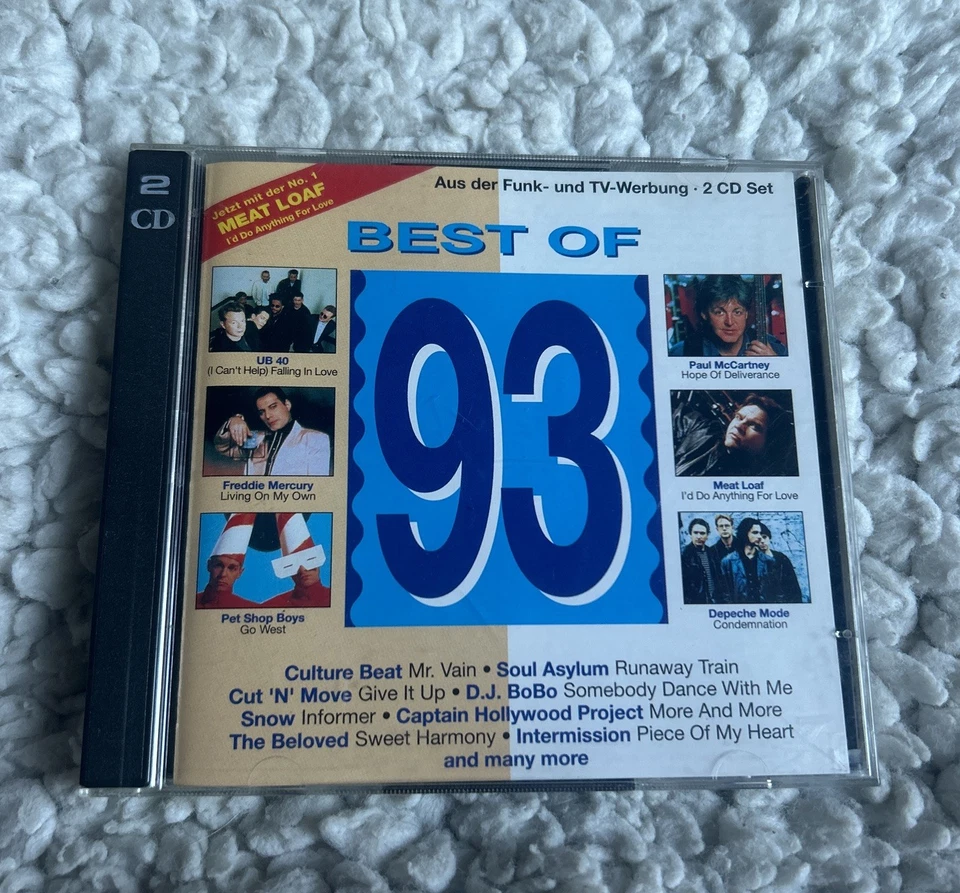 2
CD
Jetzt mit der No. 1
MEAT LOAF
I'd Do Anything For Love
Aus der Funk- und TV-Werbung · 2 CD Set
BEST OF
93
UB 40
(I Can't Help) Falling In Love
Freddie Mercury
Living On My Own
Pet Shop Boys
Go West
Paul McCartney
Hope Of Deliverance
Meat Loaf
I'd Do Anything For Love
Depeche Mode
Condemnation
Culture Beat Mr. Vain • Soul Asylum Runaway Train
Cut 'N' Move Give It Up • D.J. BoBo Somebody Dance With Me
Snow Informer • Captain Hollywood Project More And More
The Beloved Sweet Harmony • Intermission Piece Of My Heart
and many more